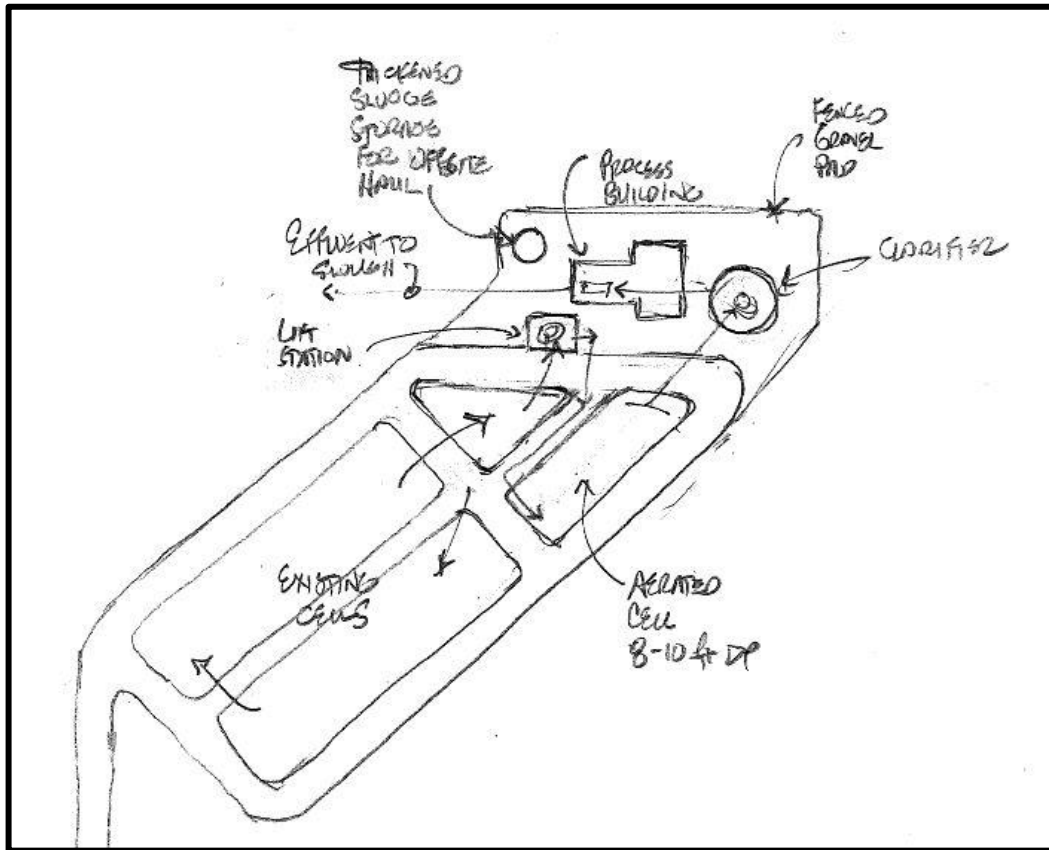 THICKENED
SLUDGE
STORAGE
FOR OFFSITE
HAUL
PROCESS
BUILDING
FENCED
GRAVEL
PAD
EFFLUENT TO
SLOUGH
CLARIFIER
LIFT
STATION
EXISTING
CELLS
AERATED
CELL
8-10 ft DP